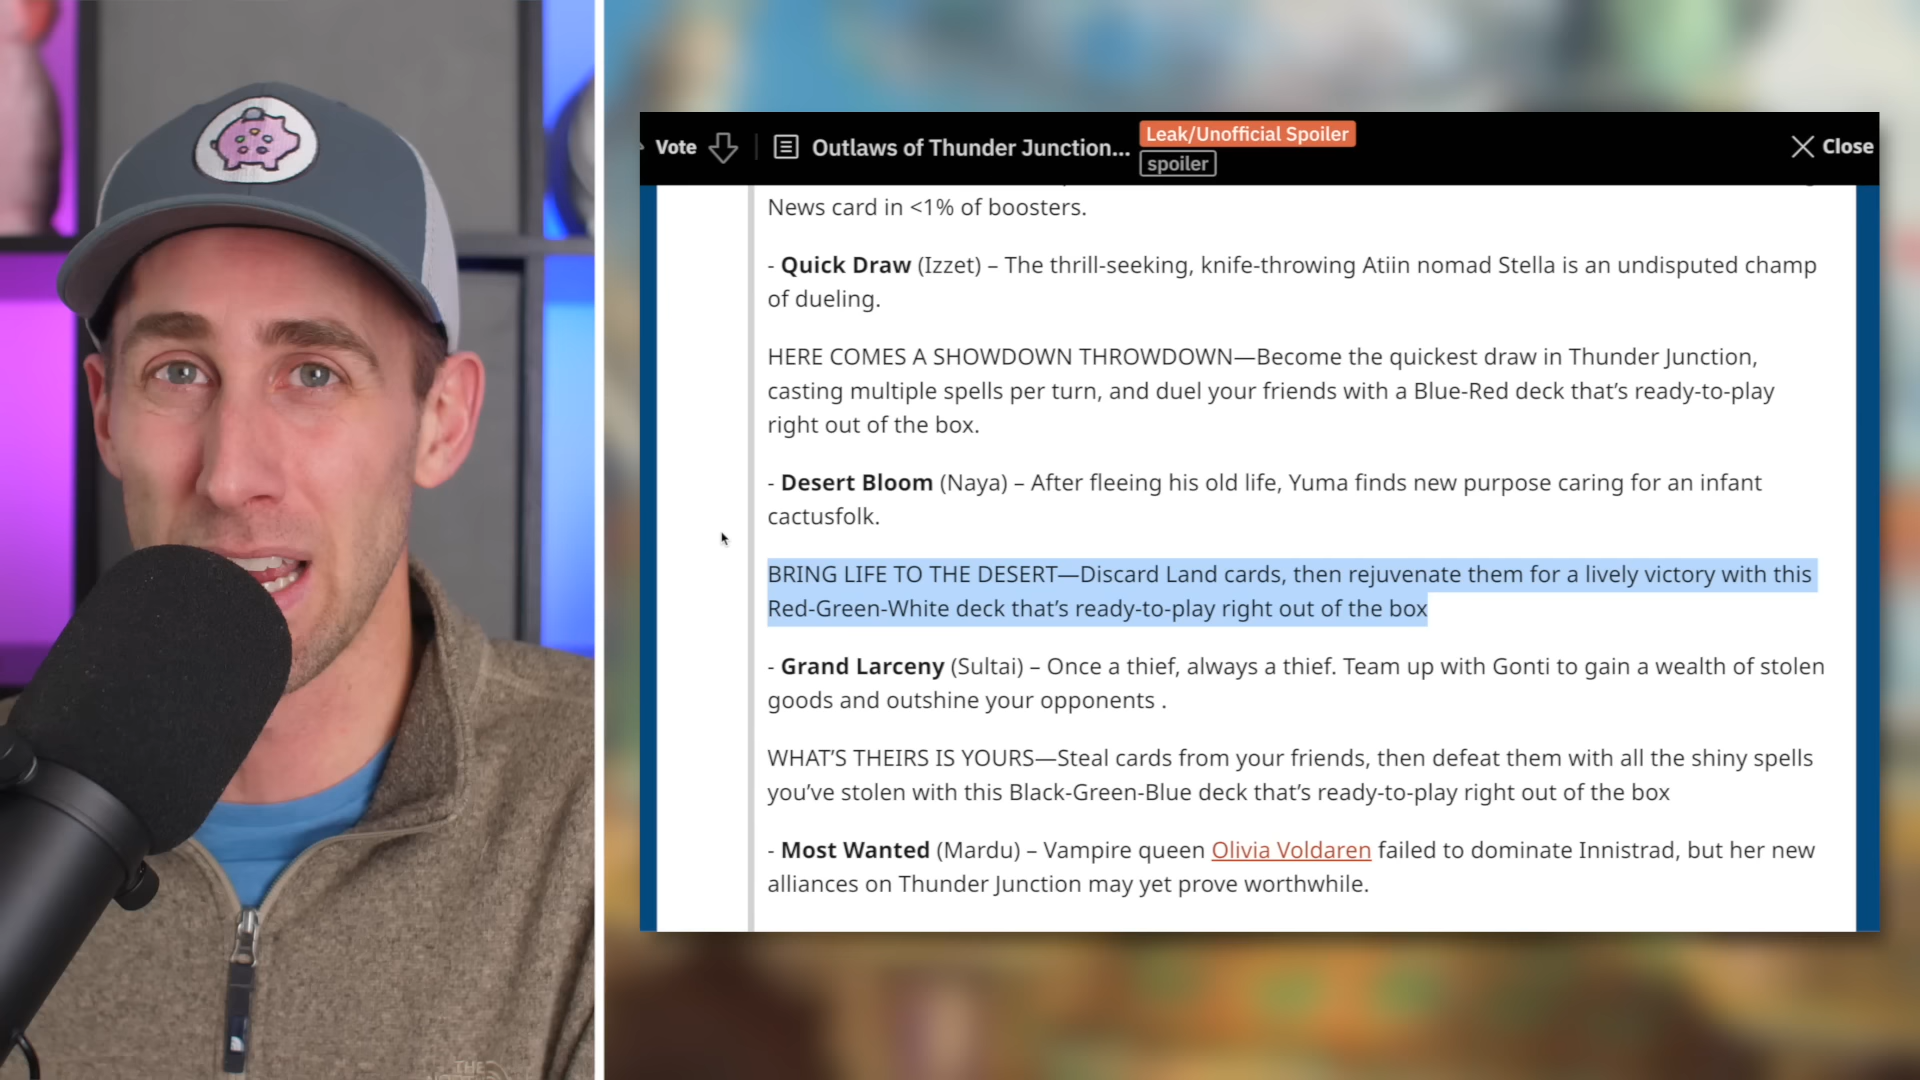 Vote
Outlaws of Thunder Junction...
Leak/Unofficial Spoiler
spoiler
Close
News card in <1% of boosters.
- Quick Draw (Izzet) – The thrill-seeking, knife-throwing Atiin nomad Stella is an undisputed champ
of dueling.
HERE COMES A SHOWDOWN THROWDOWN—Become the quickest draw in Thunder Junction,
casting multiple spells per turn, and duel your friends with a Blue-Red deck that’s ready-to-play
right out of the box.
- Desert Bloom (Naya) – After fleeing his old life, Yuma finds new purpose caring for an infant
cactusfolk.
BRING LIFE TO THE DESERT—Discard Land cards, then rejuvenate them for a lively victory with this
Red-Green-White deck that’s ready-to-play right out of the box
- Grand Larceny (Sultai) – Once a thief, always a thief. Team up with Gonti to gain a wealth of stolen
goods and outshine your opponents .
WHAT’S THEIRS IS YOURS—Steal cards from your friends, then defeat them with all the shiny spells
you’ve stolen with this Black-Green-Blue deck that’s ready-to-play right out of the box
- Most Wanted (Mardu) – Vampire queen Olivia Voldaren failed to dominate Innistrad, but her new
alliances on Thunder Junction may yet prove worthwhile.
THE